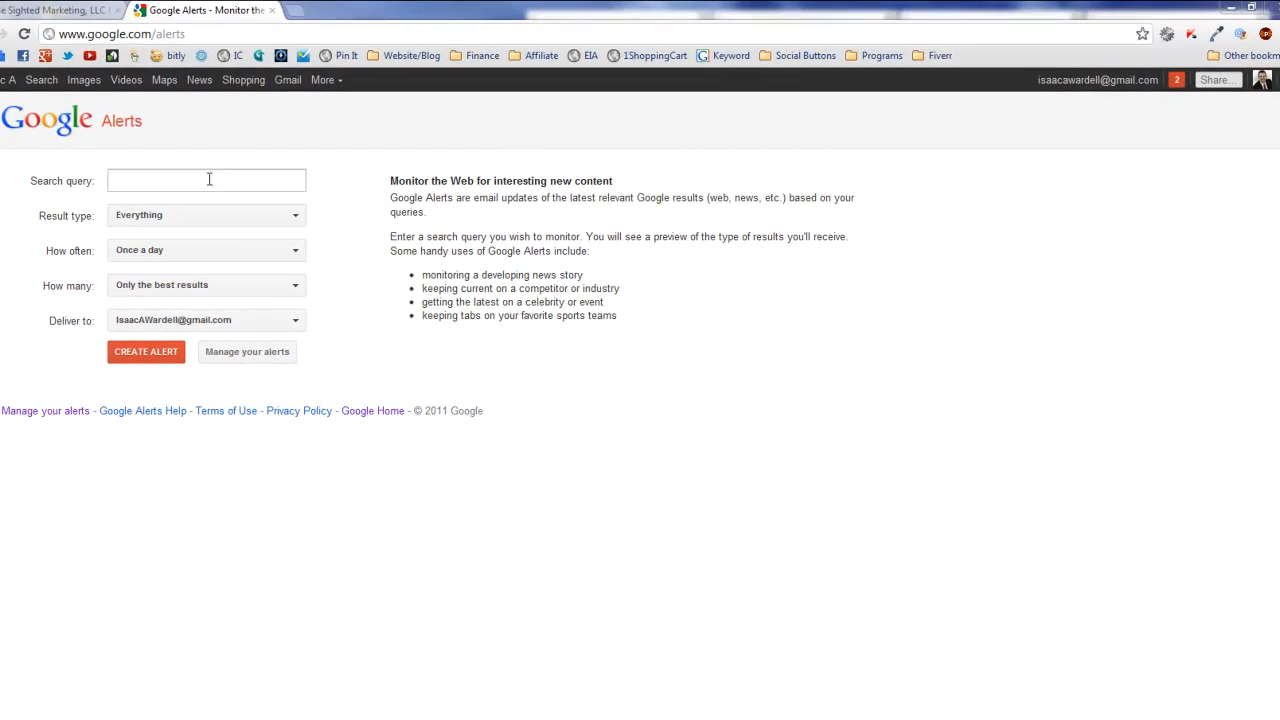 e Sighted Marketing, LLC
Google Alerts - Monitor the
www.google.com/alerts
bitly IC Pin It Website/Blog Finance Affiliate EIA 1ShoppingCart Keyword Social Buttons Programs Fiverr Other bookm
c A Search Images Videos Maps News Shopping Gmail More isaacawardell@gmail.com 2 Share...
Google Alerts
Search query:
Result type: Everything
How often: Once a day
How many: Only the best results
Deliver to: IsaacAWardell@gmail.com
CREATE ALERT Manage your alerts
Monitor the Web for interesting new content
Google Alerts are email updates of the latest relevant Google results (web, news, etc.) based on your
queries.
Enter a search query you wish to monitor. You will see a preview of the type of results you'll receive.
Some handy uses of Google Alerts include:
monitoring a developing news story
keeping current on a competitor or industry
getting the latest on a celebrity or event
keeping tabs on your favorite sports teams
Manage your alerts - Google Alerts Help - Terms of Use - Privacy Policy - Google Home - © 2011 Google